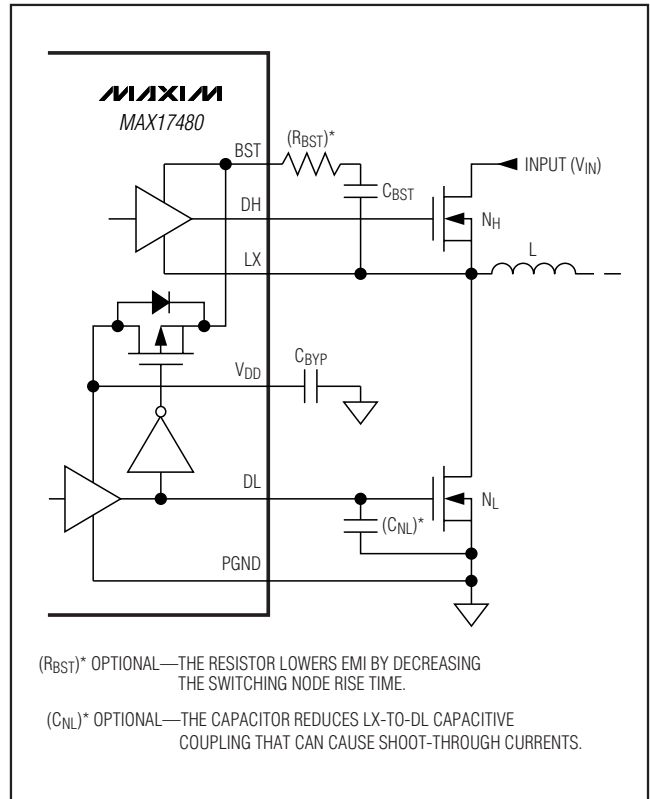 MAXIM
MAX17480
BST
(RBST)*
INPUT (VIN)
CBST
DH
NH
LX
L
VDD
CBYP
DL
NL
(CNL)*
PGND
(RBST)* OPTIONAL—THE RESISTOR LOWERS EMI BY DECREASING
THE SWITCHING NODE RISE TIME.
(CNL)* OPTIONAL—THE CAPACITOR REDUCES LX-TO-DL CAPACITIVE
COUPLING THAT CAN CAUSE SHOOT-THROUGH CURRENTS.